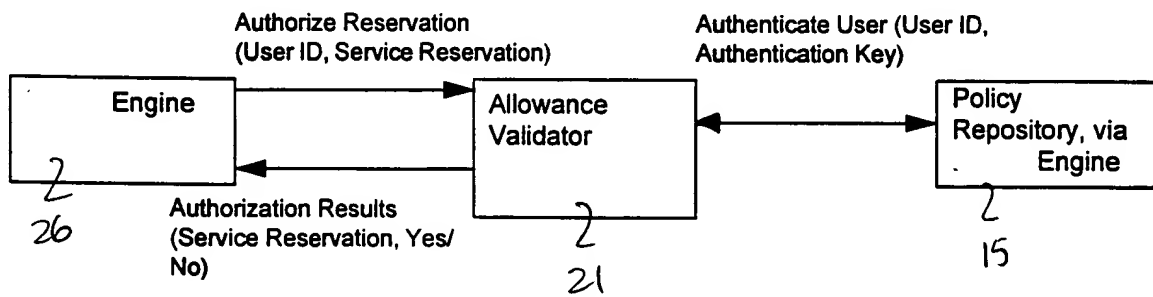 Authorize Reservation
(User ID, Service Reservation)
Authenticate User (User ID,
Authentication Key)
Engine
Allowance
Validator
Policy
Repository, via
Engine
Authorization Results
(Service Reservation, Yes/
No)
26
21
15